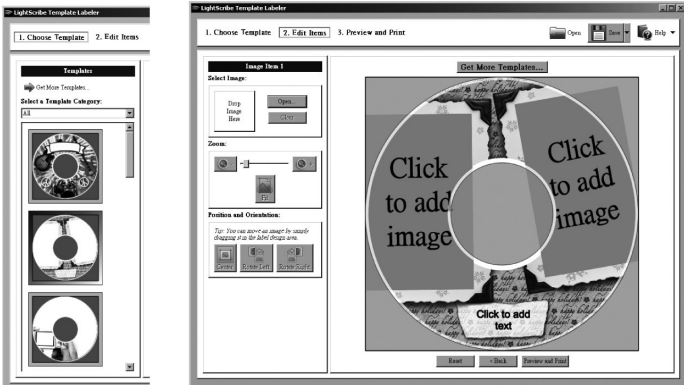 LightScribe Template Labeler
1. Choose Template 2. Edit Items
Templates
Get More Templates...
Select a Template Category:
All
LightScribe Template Labeler
1. Choose Template 2. Edit Items 3. Preview and Print
Open Save Help
Image Item 1
Select Image:
Drop
Image
Here
Open...
Clear
Zoom:
Fit
Position and Orientation:
Tip: You can move an image by simply
dragging it in the label design area.
Center Rotate Left Rotate Right
Get More Templates...
Click
to add
image
Click
to add
image
happy holidays!
Click to add
text
Reset < Back Preview and Print